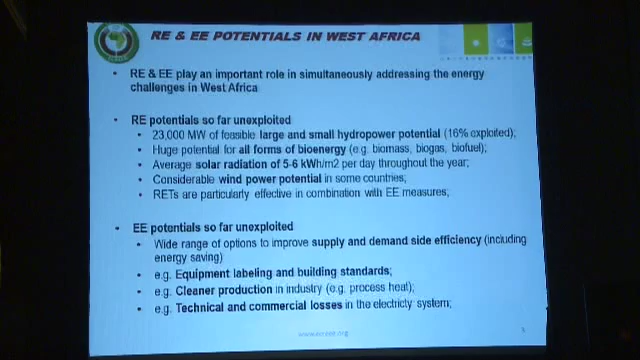 RE & EE POTENTIALS IN WEST AFRICA
• RE & EE play an important role in simultaneously addressing the energy
challenges in West Africa
• RE potentials so far unexploited
• 23,000 MW of feasible large and small hydropower potential (16% exploited);
• Huge potential for all forms of bioenergy (e.g. biomass, biogas, biofuel);
• Average solar radiation of 5-6 kWh/m2 per day throughout the year;
• Considerable wind power potential in some countries;
• RETs are particularly effective in combination with EE measures;
• EE potentials so far unexploited
• Wide range of options to improve supply and demand side efficiency (including
energy saving)
• e.g. Equipment labeling and building standards;
• e.g. Cleaner production in industry (e.g. process heat);
• e.g. Technical and commercial losses in the electricty system;